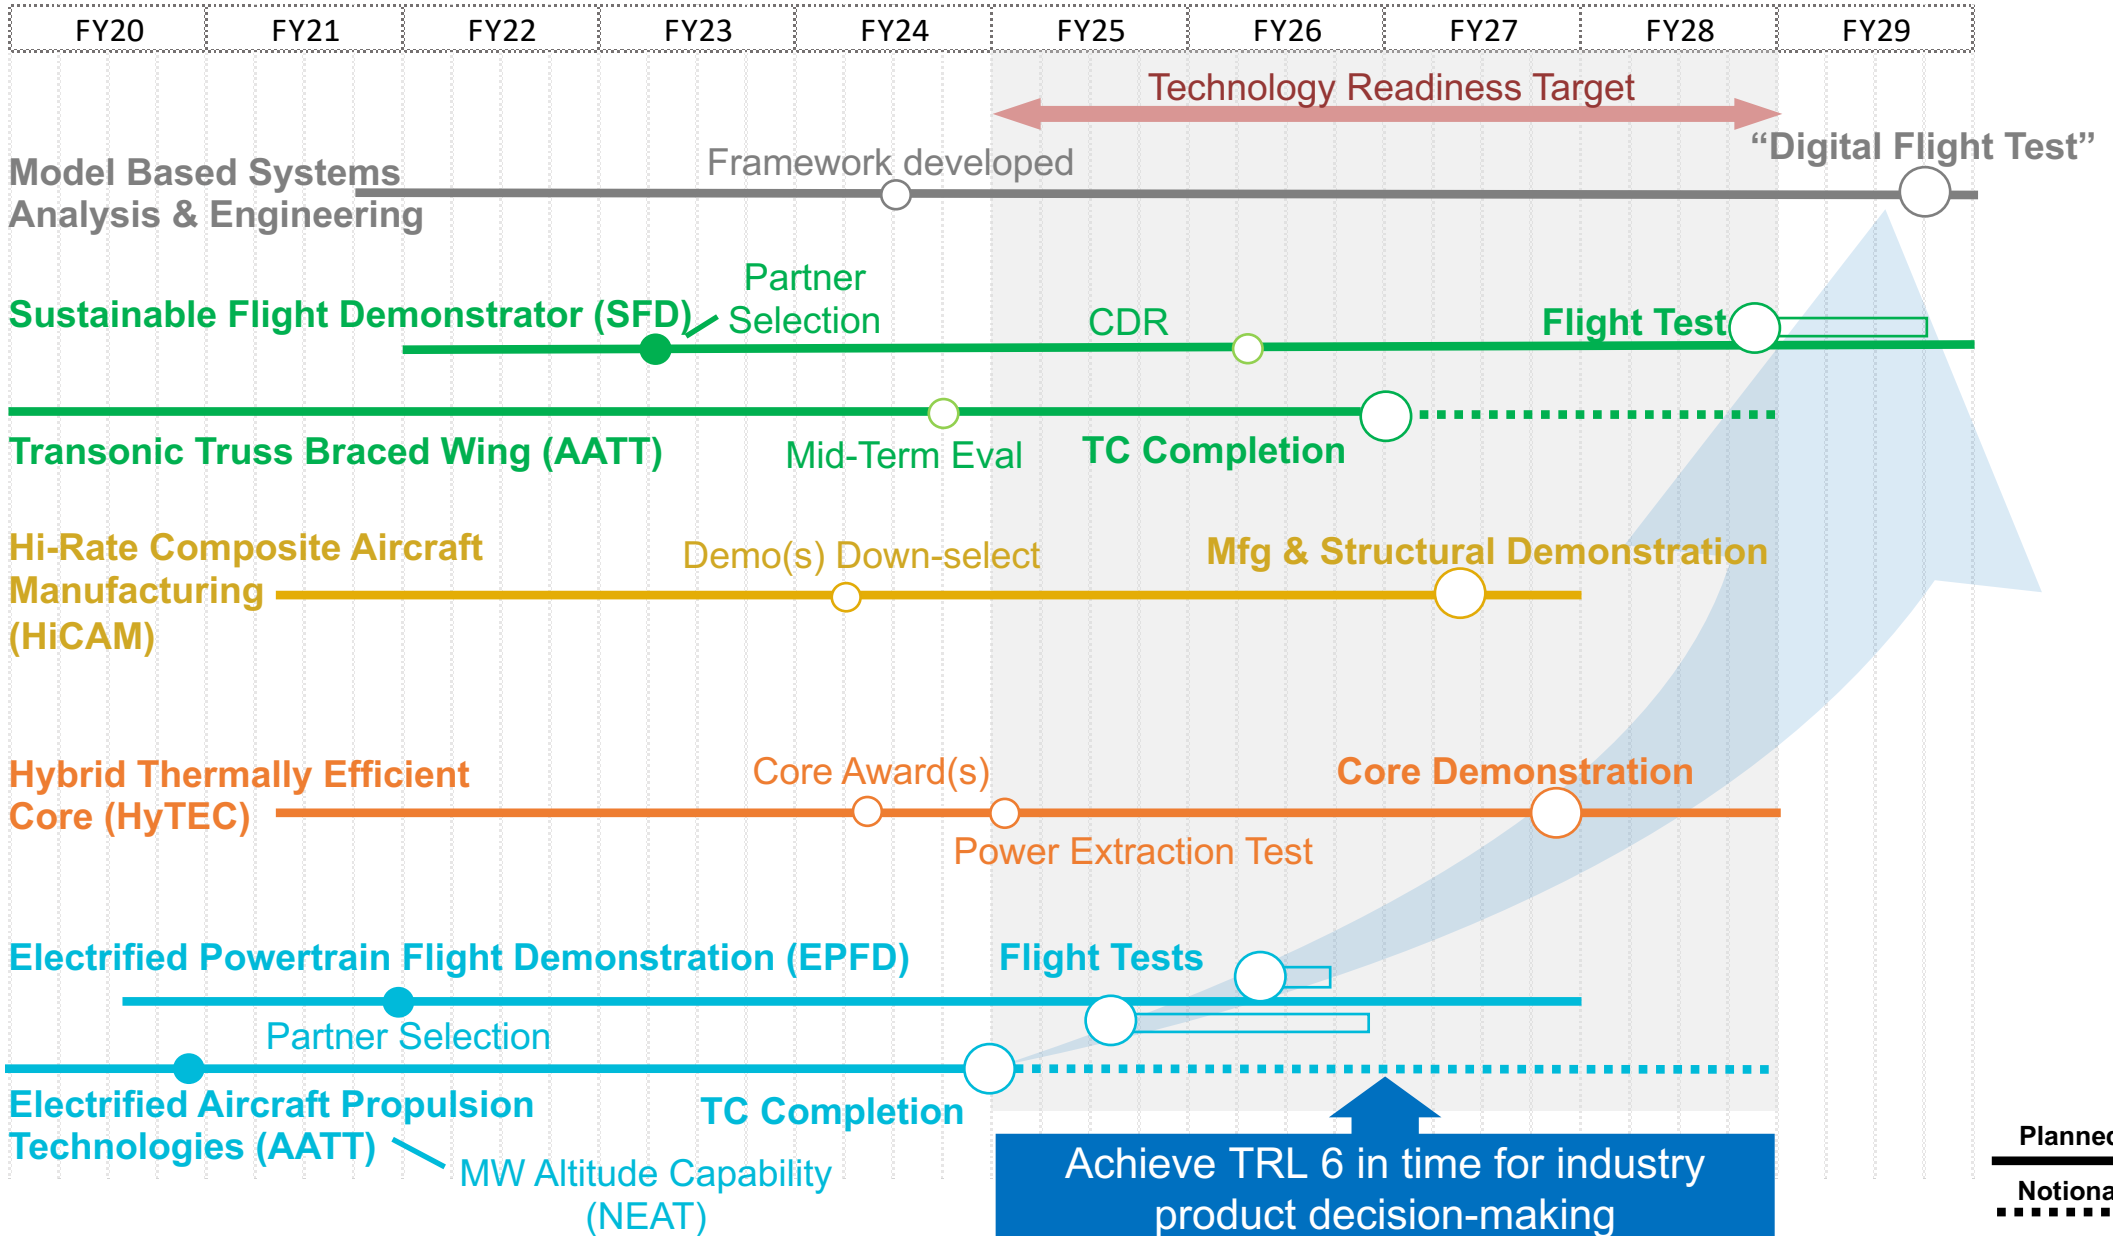 FY20 FY21 FY22 FY23 FY24 FY25 FY26 FY27 FY28 FY29
Technology Readiness Target
“Digital Flight Test”
Framework developed
Model Based Systems
Analysis & Engineering
Partner
Selection
Sustainable Flight Demonstrator (SFD)
CDR
Flight Test
Transonic Truss Braced Wing (AATT)
Mid-Term Eval
TC Completion
Hi-Rate Composite Aircraft
Manufacturing
(HiCAM)
Demo(s) Down-select
Mfg & Structural Demonstration
Hybrid Thermally Efficient
Core (HyTEC)
Core Award(s)
Core Demonstration
Power Extraction Test
Electrified Powertrain Flight Demonstration (EPFD)
Flight Tests
Partner Selection
Electrified Aircraft Propulsion
Technologies (AATT)
TC Completion
MW Altitude Capability
(NEAT)
Achieve TRL 6 in time for industry
product decision-making
Planned
Notiona